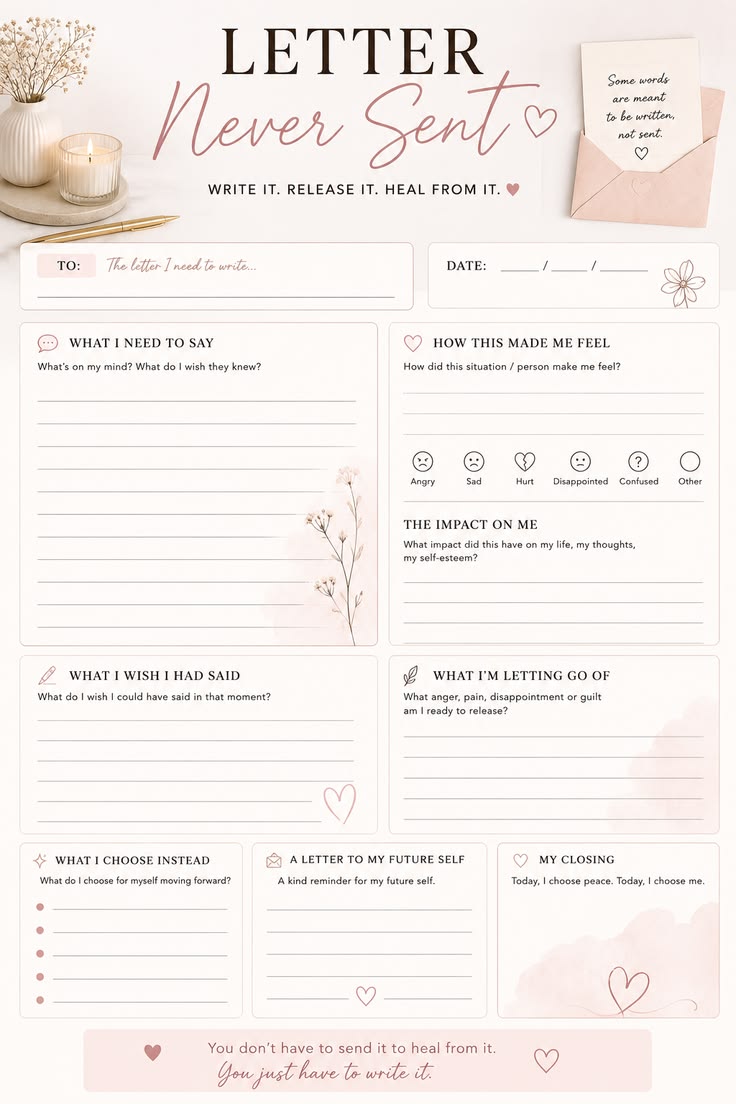 LETTER
Never Sent
WRITE IT. RELEASE IT. HEAL FROM IT.
Some words
are meant
to be written,
not sent.
TO: The letter I need to write...
DATE: ____ / ____ / ____
WHAT I NEED TO SAY
What's on my mind? What do I wish they knew?
HOW THIS MADE ME FEEL
How did this situation / person make me feel?
Angry Sad Hurt Disappointed Confused Other
THE IMPACT ON ME
What impact did this have on my life, my thoughts,
my self-esteem?
WHAT I WISH I HAD SAID
What do I wish I could have said in that moment?
WHAT I'M LETTING GO OF
What anger, pain, disappointment or guilt
am I ready to release?
WHAT I CHOOSE INSTEAD
What do I choose for myself moving forward?
A LETTER TO MY FUTURE SELF
A kind reminder for my future self.
MY CLOSING
Today, I choose peace. Today, I choose me.
You don't have to send it to heal from it.
You just have to write it.